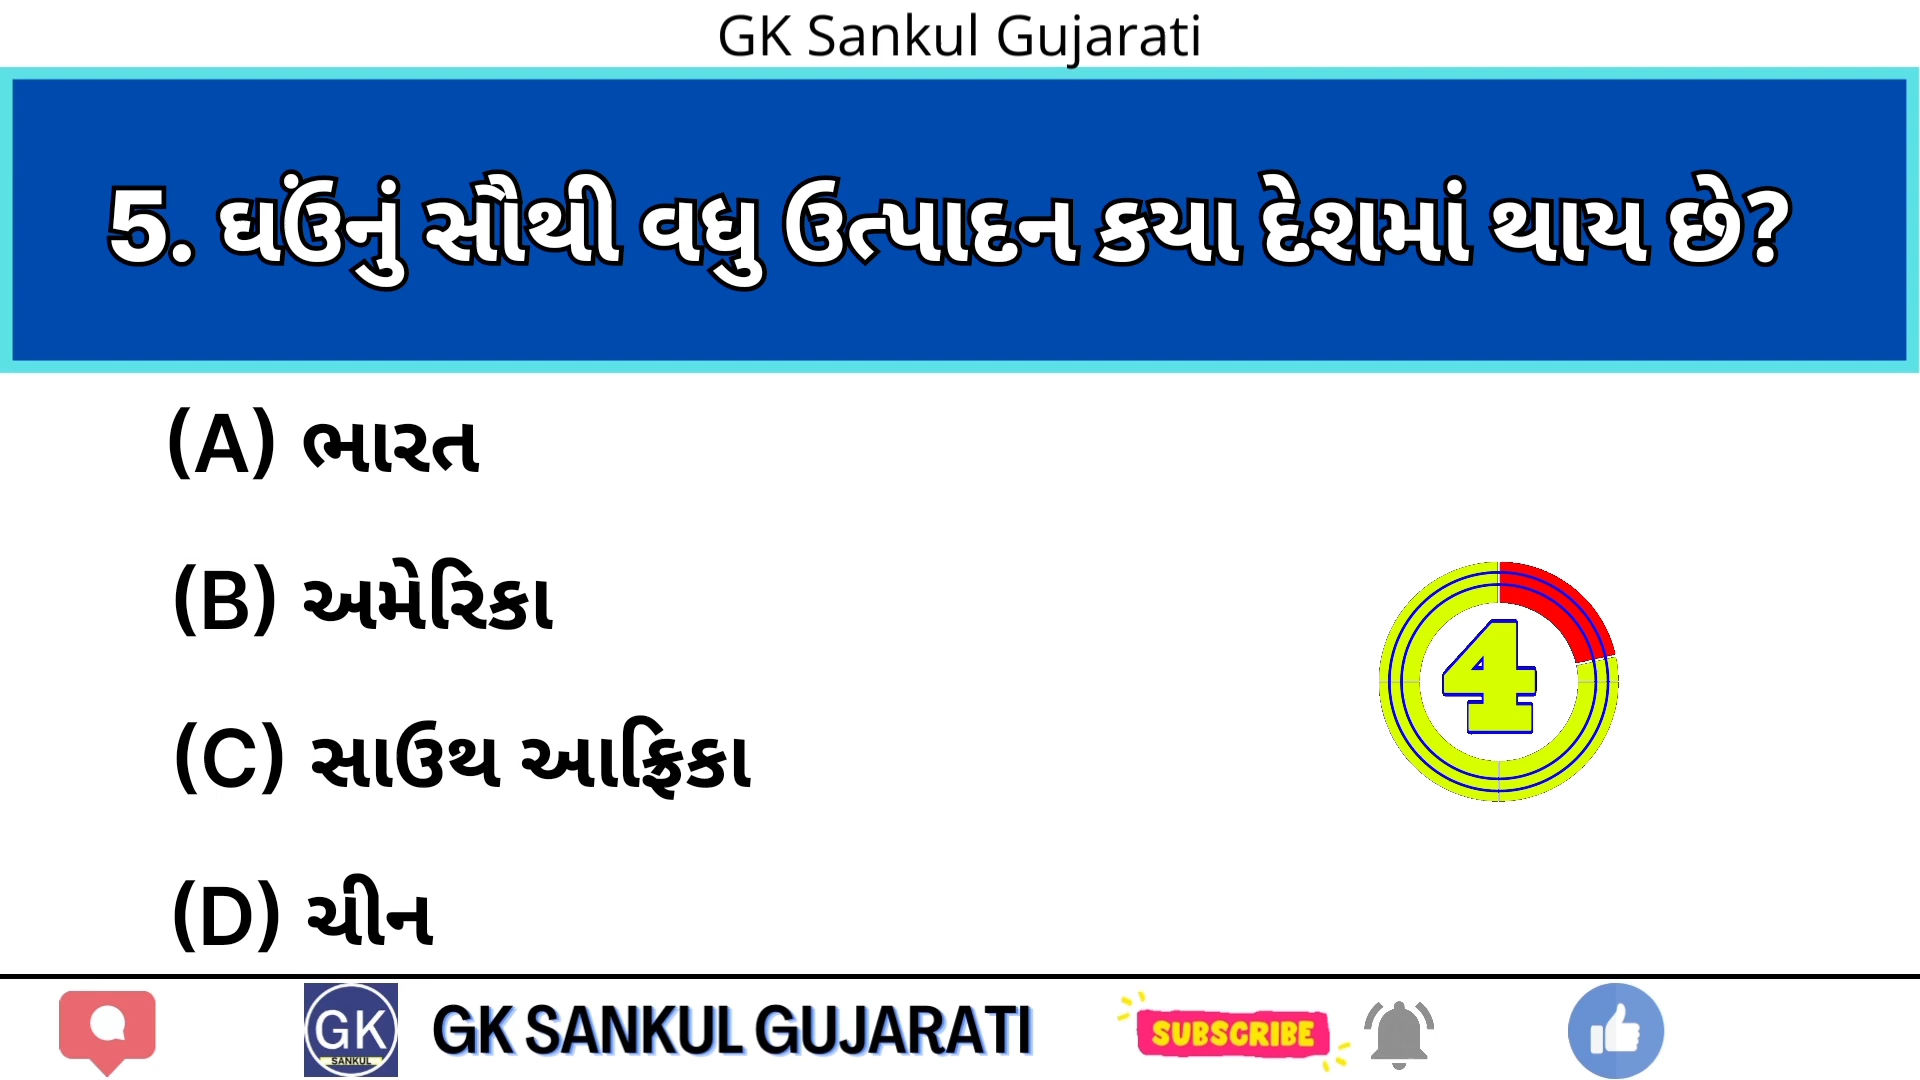 GK Sankul Gujarati
5. ઘઉંનું સૌથી વધુ ઉત્પાદન કયા દેશમાં થાય છે?
(A) ભારત
(B) અમેરિકા
(C) સાઉથ આફ્રિકા
4
(D) ચીન
GK
SANKUL
GK SANKUL GUJARATI
SUBSCRIBE